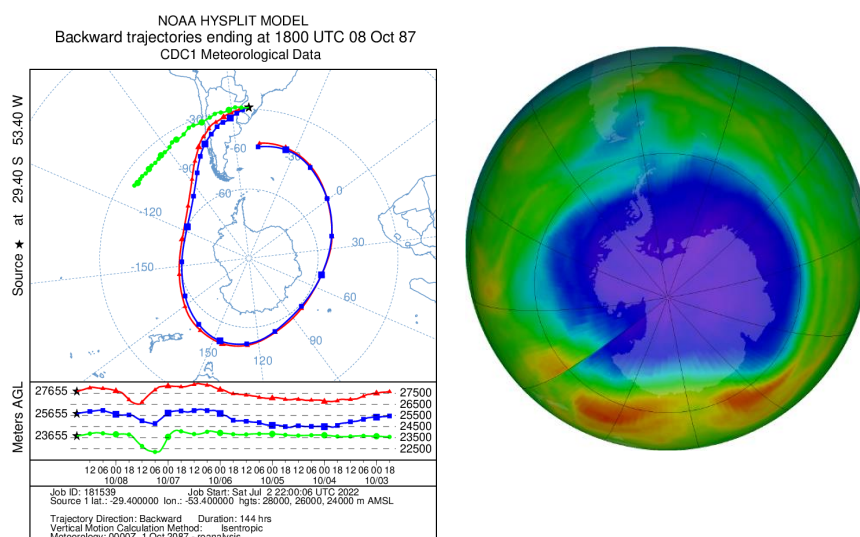 NOAA HYSPLIT MODEL
Backward trajectories ending at 1800 UTC 08 Oct 87
CDC1 Meteorological Data
Source ★ at 29.40 S 53.40 W
-30
-30
-60
-60
-90
0
-120
30
-150
60
90
150
120
Meters AGL
27655
27500
26500
25655
25500
24500
23655
23500
22500
12 06 00 18 12 06 00 18 12 06 00 18 12 06 00 18 12 06 00 18 12 06 00 18
10/08 10/07 10/06 10/05 10/04 10/03
Job ID: 181539 Job Start: Sat Jul 2 22:00:06 UTC 2022
Source 1 lat.: -29.400000 lon.: -53.400000 hgts: 28000, 26000, 24000 m AMSL
Trajectory Direction: Backward Duration: 144 hrs
Vertical Motion Calculation Method: Isentropic
Meteorology: 0000Z 1 Oct 2087 - reanalysis